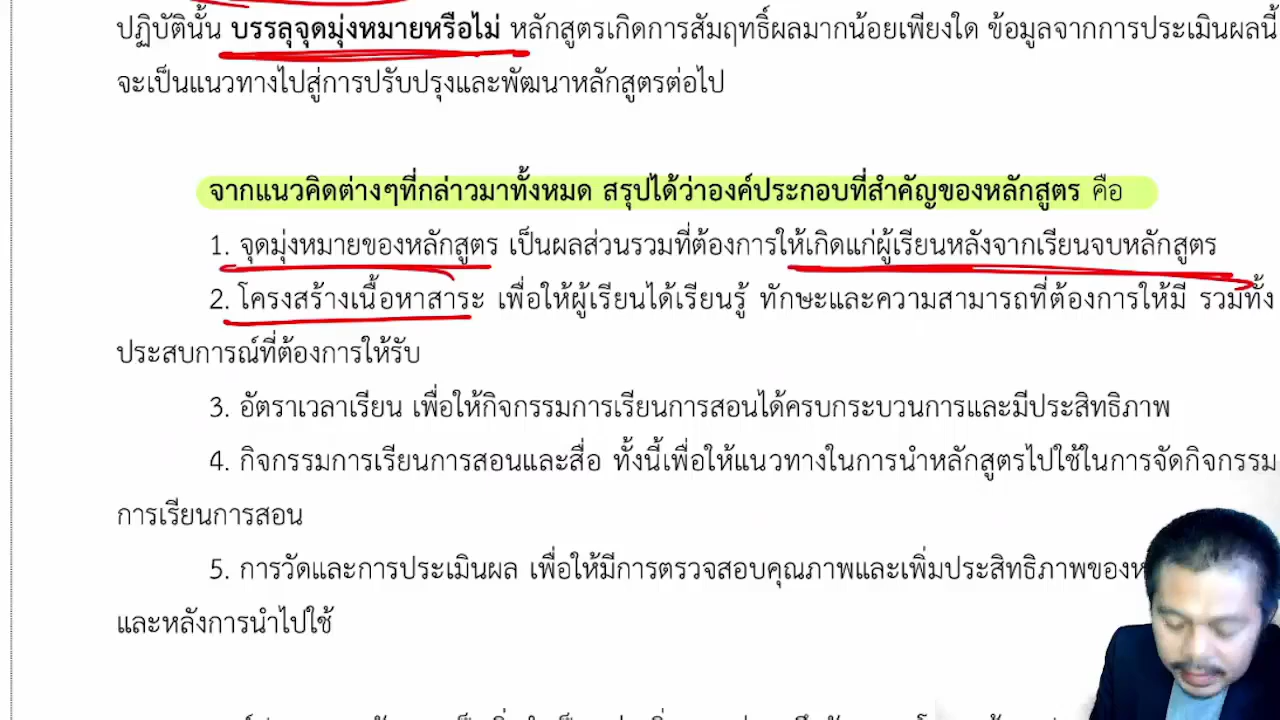 ปฏิบัตินั้น บรรลุจุดมุ่งหมายหรือไม่ หลักสูตรเกิดการสัมฤทธิ์ผลมากน้อยเพียงใด ข้อมูลจากการประเมินผลนี้
จะเป็นแนวทางไปสู่การปรับปรุงและพัฒนาหลักสูตรต่อไป
จากแนวคิดต่างๆที่กล่าวมาทั้งหมด สรุปได้ว่าองค์ประกอบที่สำคัญของหลักสูตร คือ
1. จุดมุ่งหมายของหลักสูตร เป็นผลส่วนรวมที่ต้องการให้เกิดแก่ผู้เรียนหลังจากเรียนจบหลักสูตร
2. โครงสร้างเนื้อหาสาระ เพื่อให้ผู้เรียนได้เรียนรู้ ทักษะและความสามารถที่ต้องการให้มี รวมทั้ง
ประสบการณ์ที่ต้องการให้รับ
3. อัตราเวลาเรียน เพื่อให้กิจกรรมการเรียนการสอนได้ครบกระบวนการและมีประสิทธิภาพ
4. กิจกรรมการเรียนการสอนและสื่อ ทั้งนี้เพื่อให้แนวทางในการนำหลักสูตรไปใช้ในการจัดกิจกรรม
การเรียนการสอน
5. การวัดและการประเมินผล เพื่อให้มีการตรวจสอบคุณภาพและเพิ่มประสิทธิภาพของ
และหลังการนำไปใช้